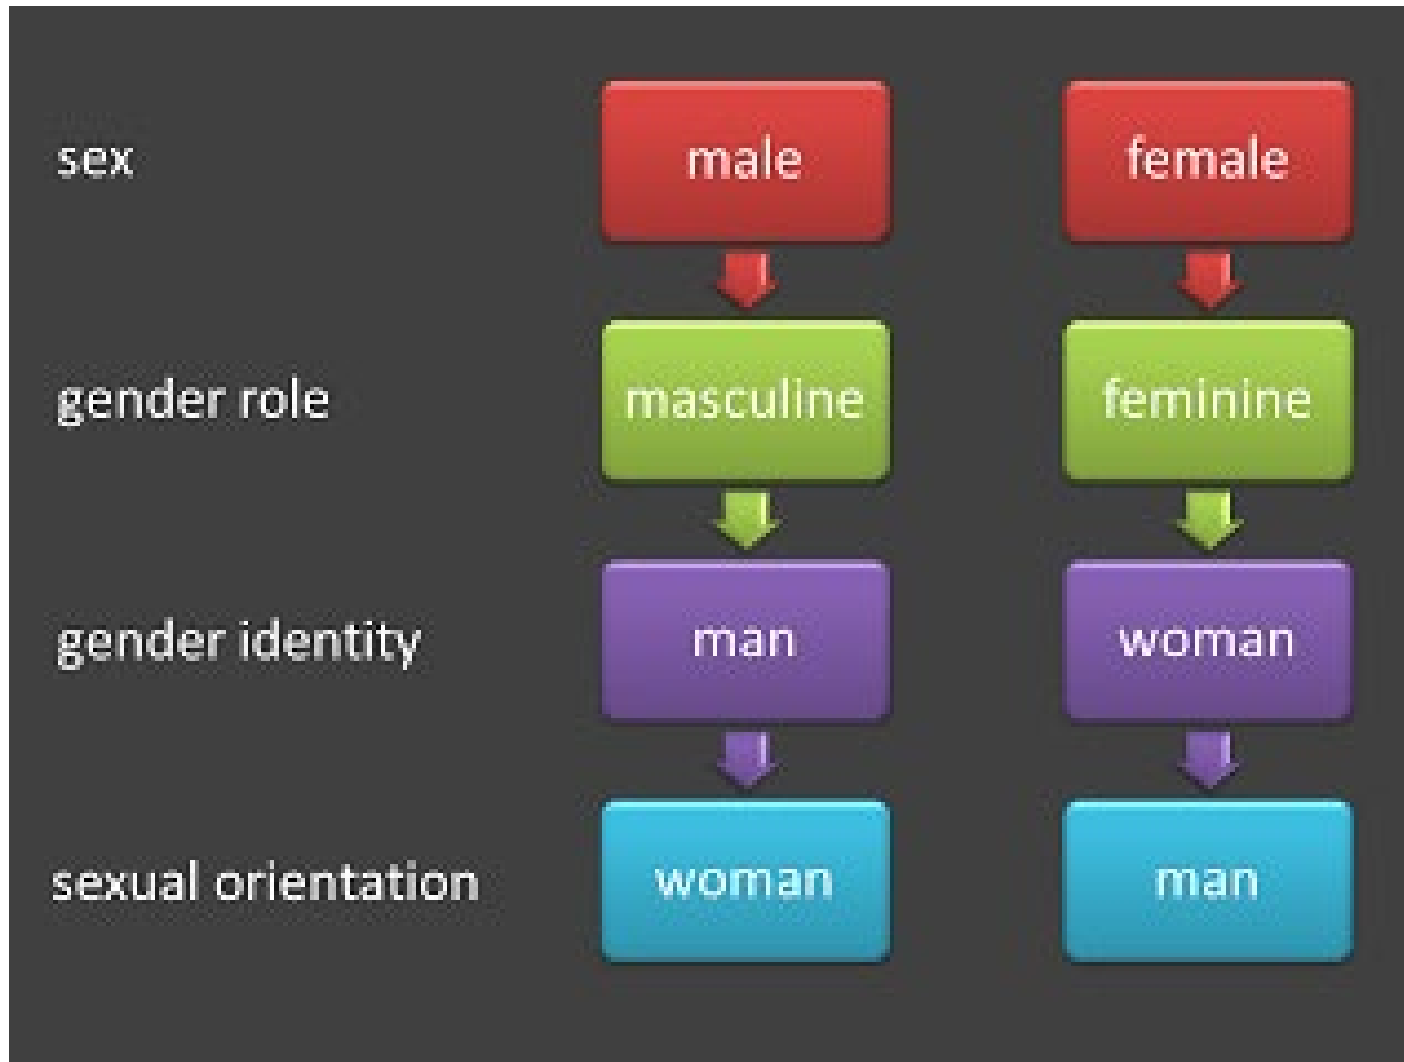 sex male female
gender role masculine feminine
gender identity man woman
sexual orientation woman man